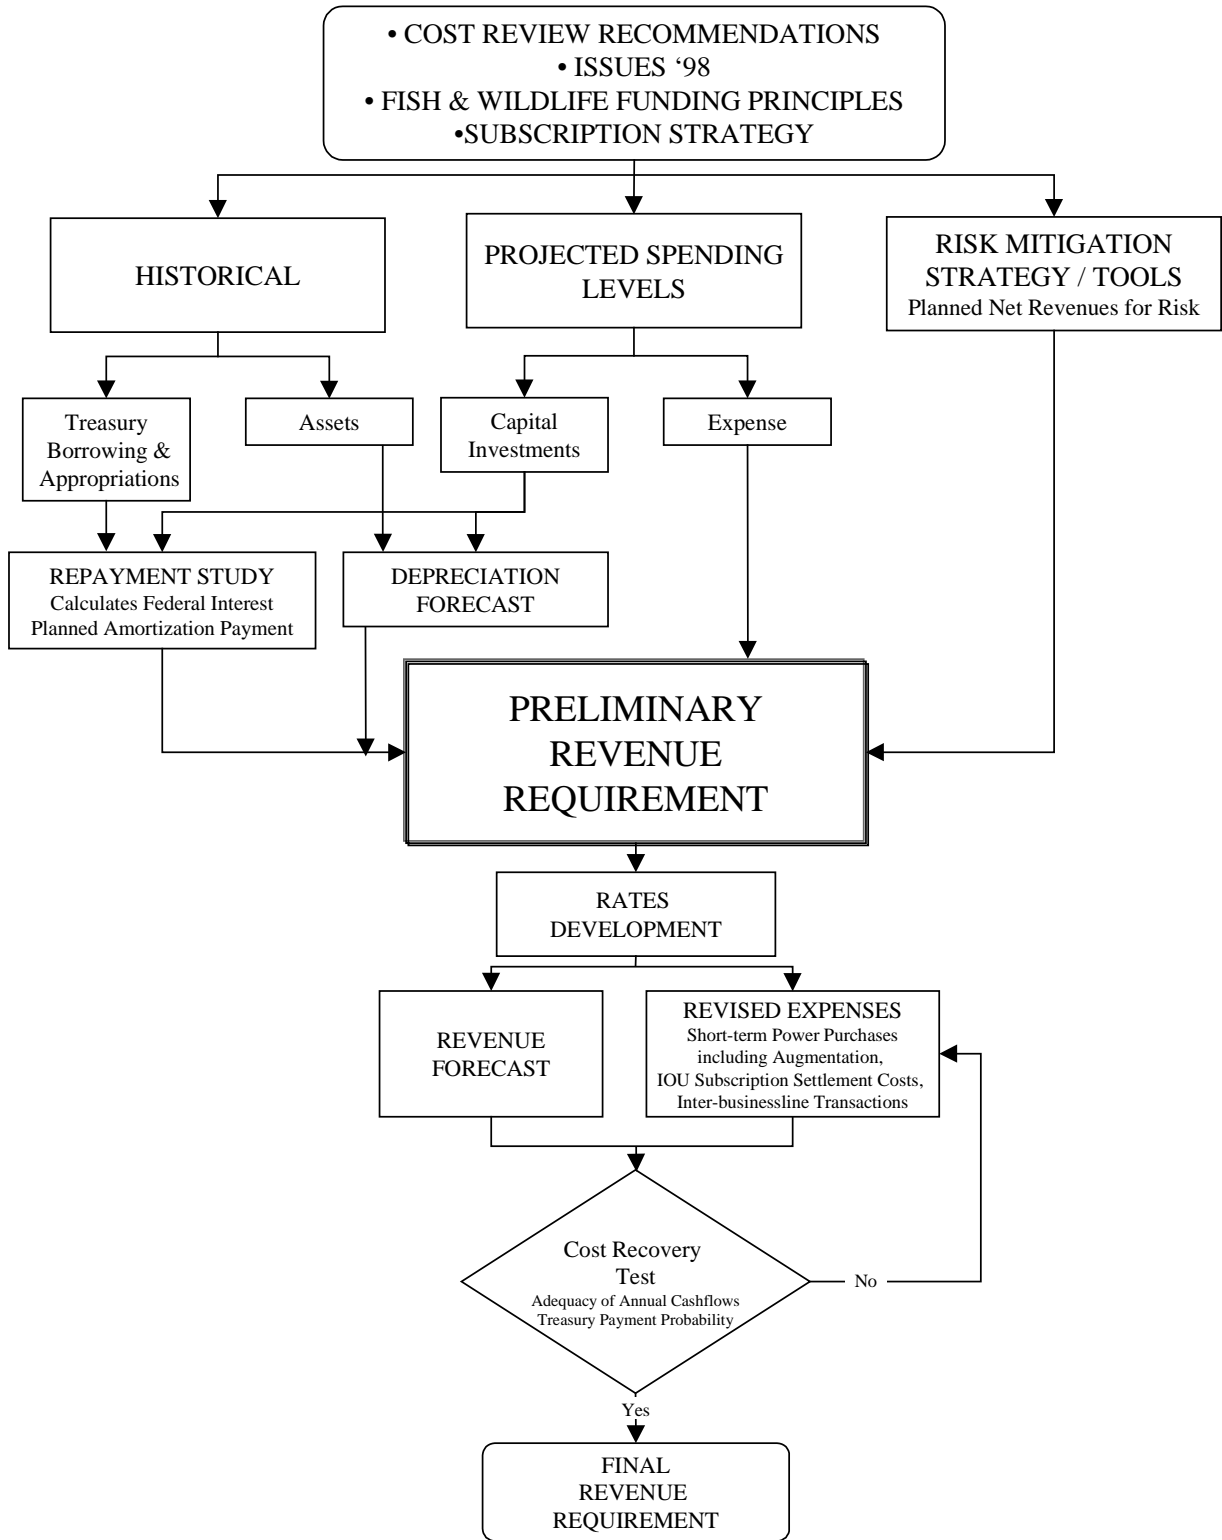 • COST REVIEW RECOMMENDATIONS
• ISSUES ‘98
• FISH & WILDLIFE FUNDING PRINCIPLES
•SUBSCRIPTION STRATEGY
HISTORICAL
PROJECTED SPENDING
LEVELS
RISK MITIGATION
STRATEGY / TOOLS
Planned Net Revenues for Risk
Treasury
Borrowing &
Appropriations
Assets
Capital
Investments
Expense
REPAYMENT STUDY
Calculates Federal Interest
Planned Amortization Payment
DEPRECIATION
FORECAST
PRELIMINARY
REVENUE
REQUIREMENT
RATES
DEVELOPMENT
REVENUE
FORECAST
REVISED EXPENSES
Short-term Power Purchases
including Augmentation,
IOU Subscription Settlement Costs,
Inter-businessline Transactions
Cost Recovery
Test
Adequacy of Annual Cashflows
Treasury Payment Probability
No
Yes
FINAL
REVENUE
REQUIREMENT